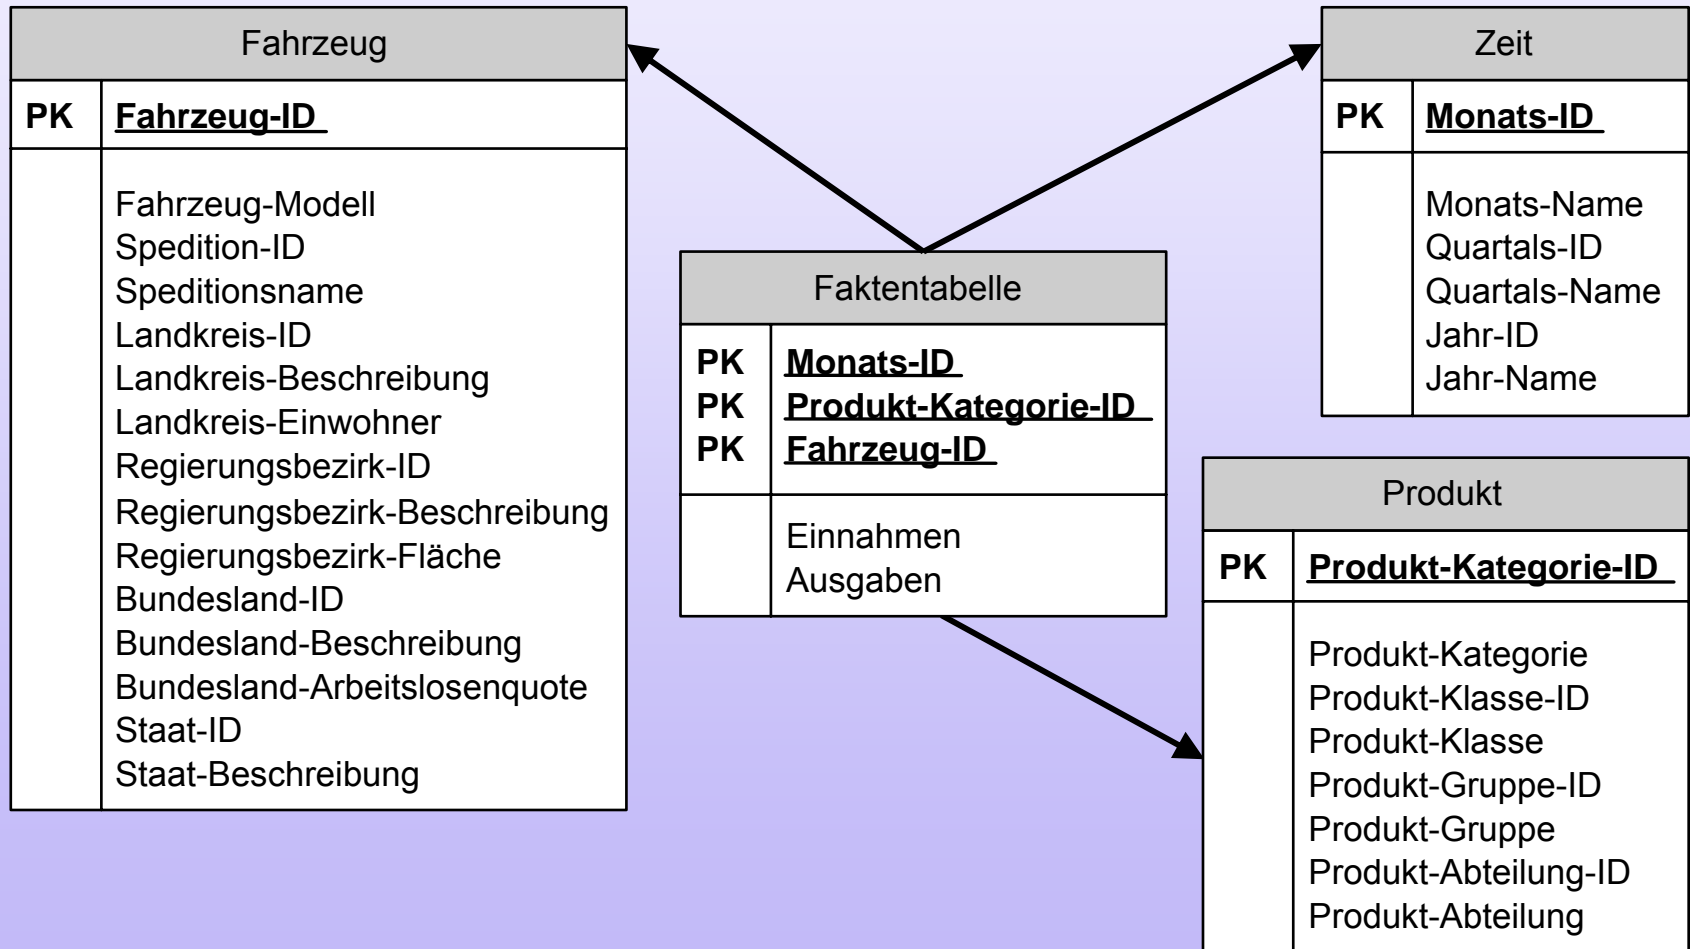 Fahrzeug
PK Fahrzeug-ID
Fahrzeug-Modell
Spedition-ID
Speditionsname
Landkreis-ID
Landkreis-Beschreibung
Landkreis-Einwohner
Regierungsbezirk-ID
Regierungsbezirk-Beschreibung
Regierungsbezirk-Fläche
Bundesland-ID
Bundesland-Beschreibung
Bundesland-Arbeitslosenquote
Staat-ID
Staat-Beschreibung
Faktentabelle
PK Monats-ID
PK Produkt-Kategorie-ID
PK Fahrzeug-ID
Einnahmen
Ausgaben
Zeit
PK Monats-ID
Monats-Name
Quartals-ID
Quartals-Name
Jahr-ID
Jahr-Name
Produkt
PK Produkt-Kategorie-ID
Produkt-Kategorie
Produkt-Klasse-ID
Produkt-Klasse
Produkt-Gruppe-ID
Produkt-Gruppe
Produkt-Abteilung-ID
Produkt-Abteilung